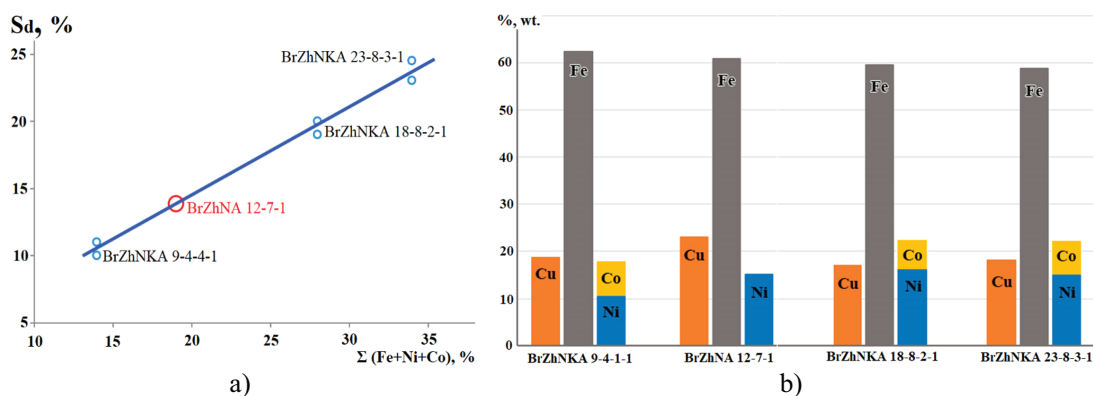 Sd, %
25
20
15
10
5
10
15
20
25
30
35
Σ (Fe+Ni+Co), %
BrZhNKA 23-8-3-1
BrZhNKA 18-8-2-1
BrZhNA 12-7-1
BrZhNKA 9-4-4-1
a)
%, wt.
60
50
40
30
20
10
0
Cu
Fe
Co
Ni
Cu
Fe
Ni
Cu
Fe
Co
Ni
Cu
Fe
Co
Ni
BrZhNKA 9-4-1-1
BrZhNA 12-7-1
BrZhNKA 18-8-2-1
BrZhNKA 23-8-3-1
b)